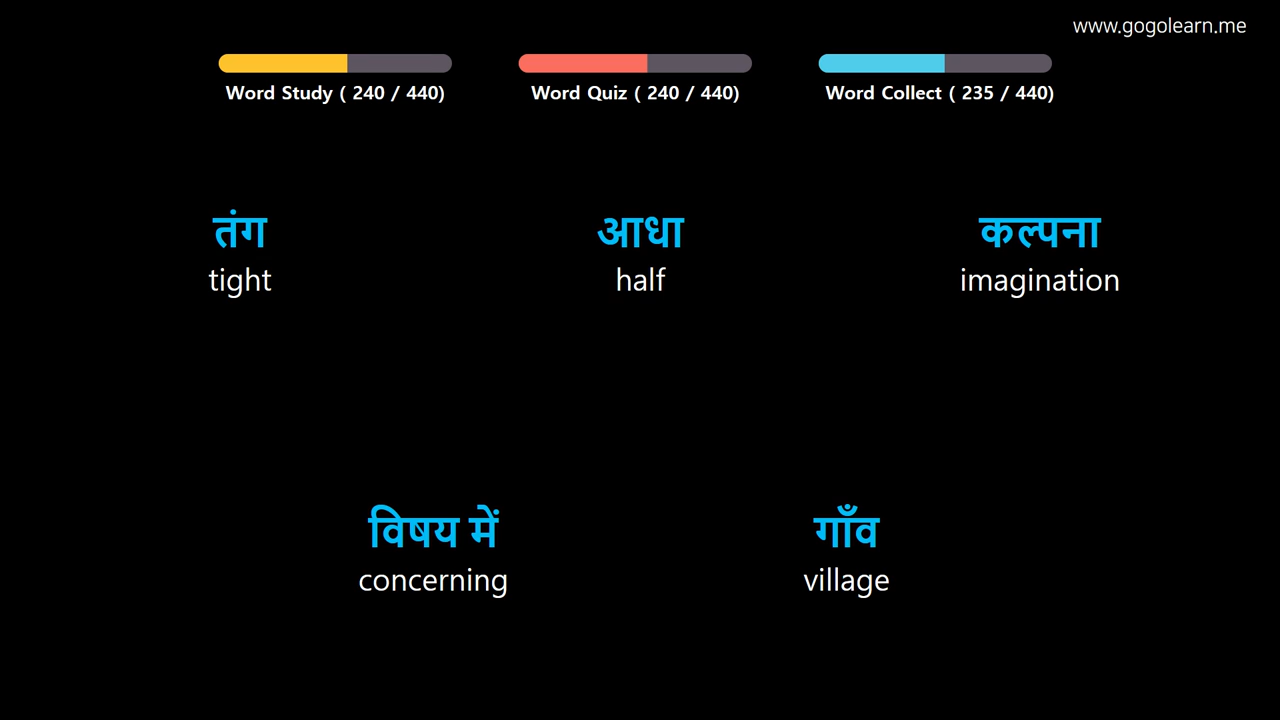 www.gogolearn.me
Word Study ( 240 / 440)
Word Quiz ( 240 / 440)
Word Collect ( 235 / 440)
तंग
tight
आधा
half
कल्पना
imagination
विषय में
concerning
गाँव
village